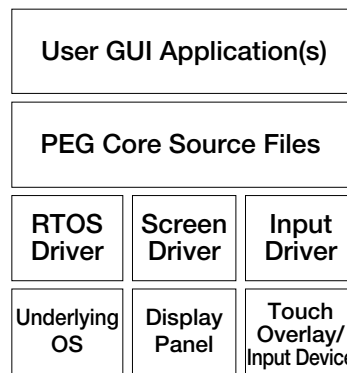 User GUI Application(s)
PEG Core Source Files
RTOS
Driver
Screen
Driver
Input
Driver
Underlying
OS
Display
Panel
Touch
Overlay/
Input Device